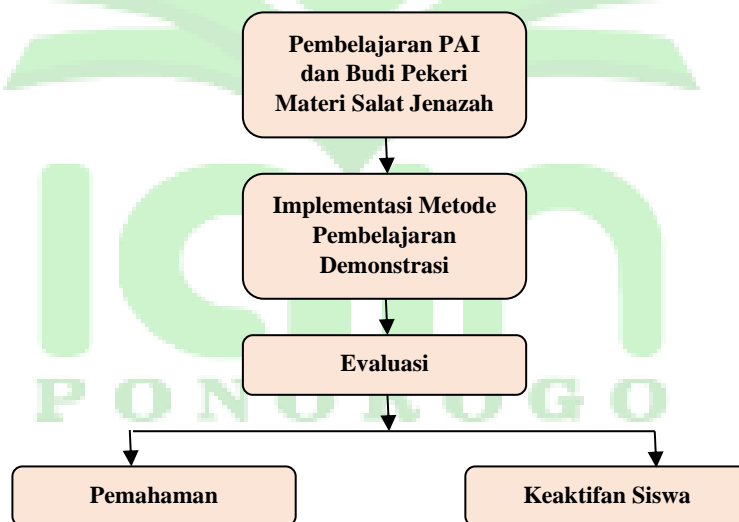 Pembelajaran PAI
dan Budi Pekeri
Materi Salat Jenazah
Implementasi Metode
Pembelajaran
Demonstrasi
Evaluasi
PONOROGO
Pemahaman
Keaktifan Siswa